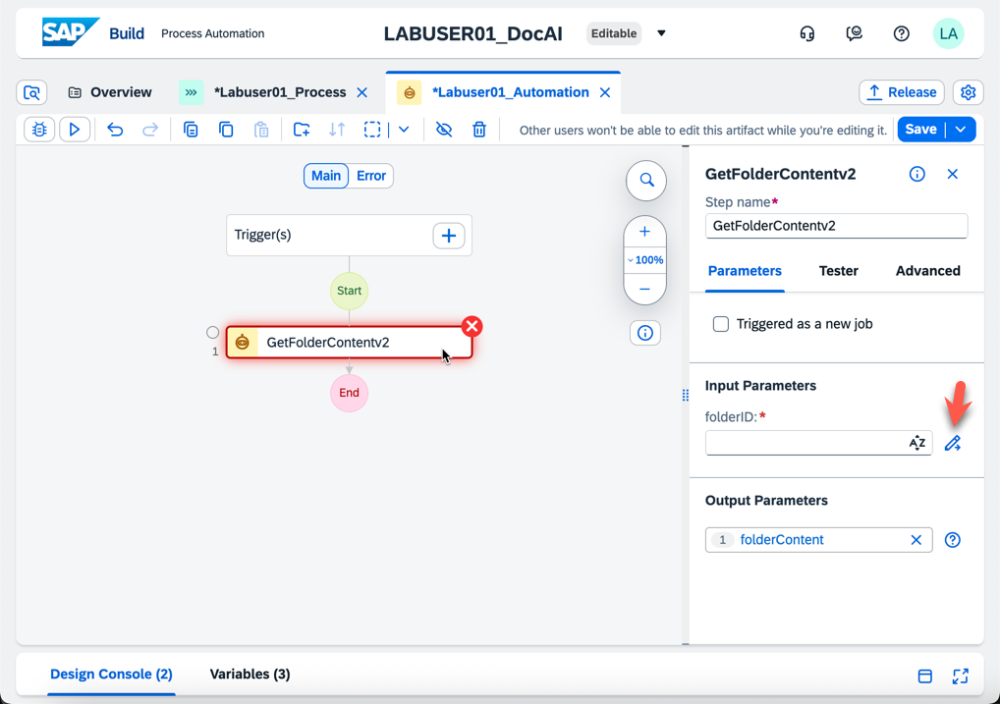 SAP Build Process Automation LABUSER01_DocAI Editable LA
Overview *Labuser01_Process *Labuser01_Automation Release
Other users won't be able to edit this artifact while you're editing it. Save
Main Error
Trigger(s)
Start
1 GetFolderContentv2
End
100%
GetFolderContentv2
Step name*
GetFolderContentv2
Parameters Tester Advanced
Triggered as a new job
Input Parameters
folderID:*
AZ
Output Parameters
1 folderContent
Design Console (2) Variables (3)